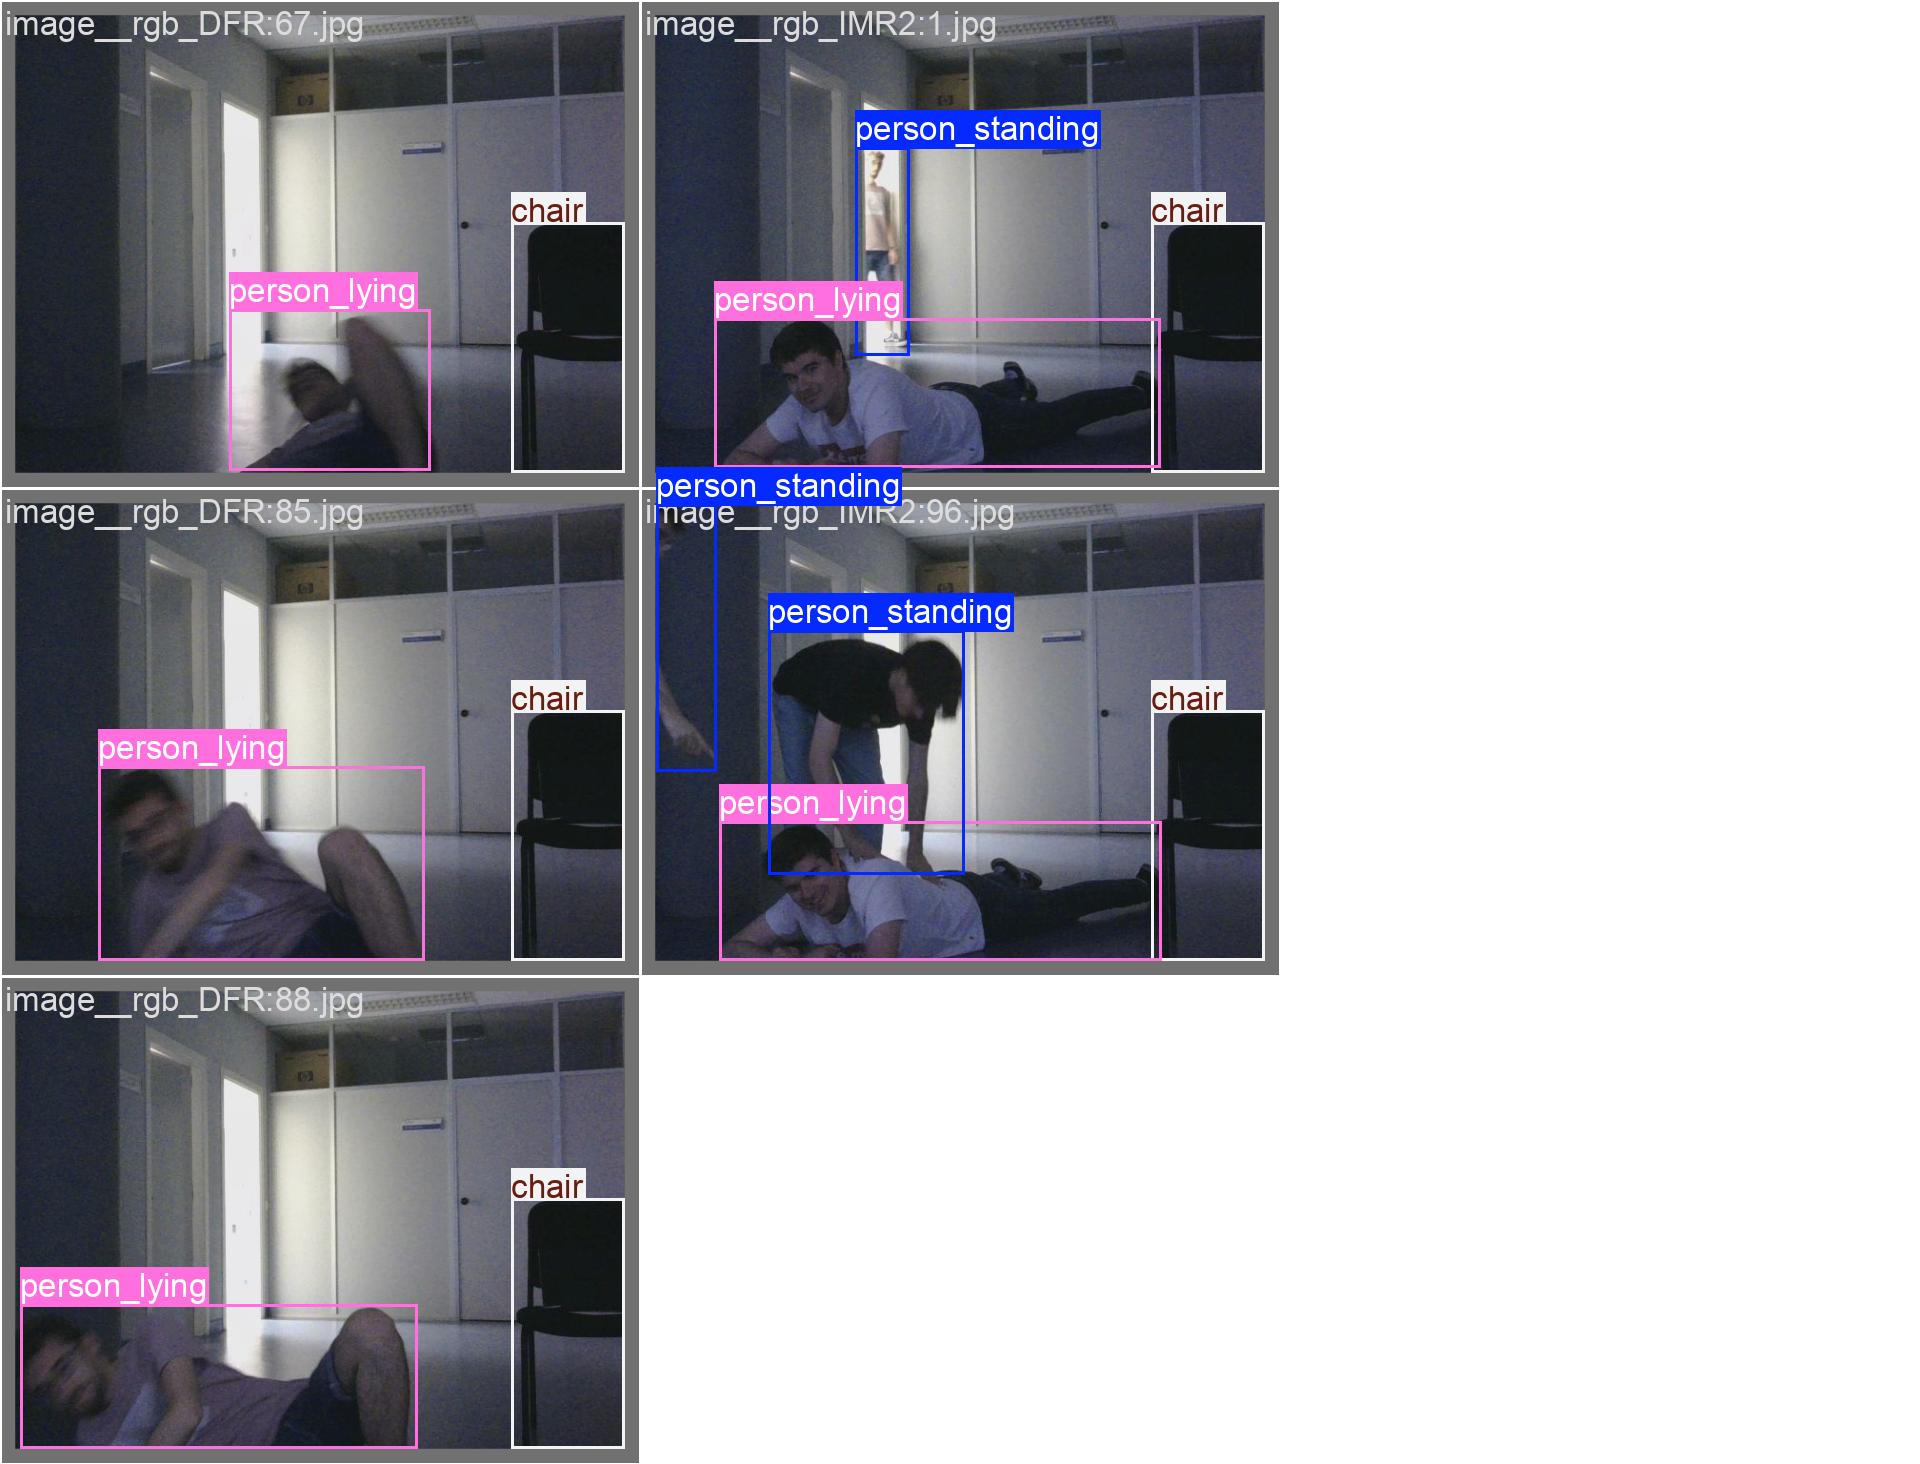 image__rgb_DFR:67.jpg
chair
person_lying
image__rgb_IMR2:1.jpg
person_standing
chair
person_lying
image__rgb_DFR:85.jpg
chair
person_lying
person_standing
image__rgb_IMR2:96.jpg
person_standing
chair
person_lying
image__rgb_DFR:88.jpg
chair
person_lying